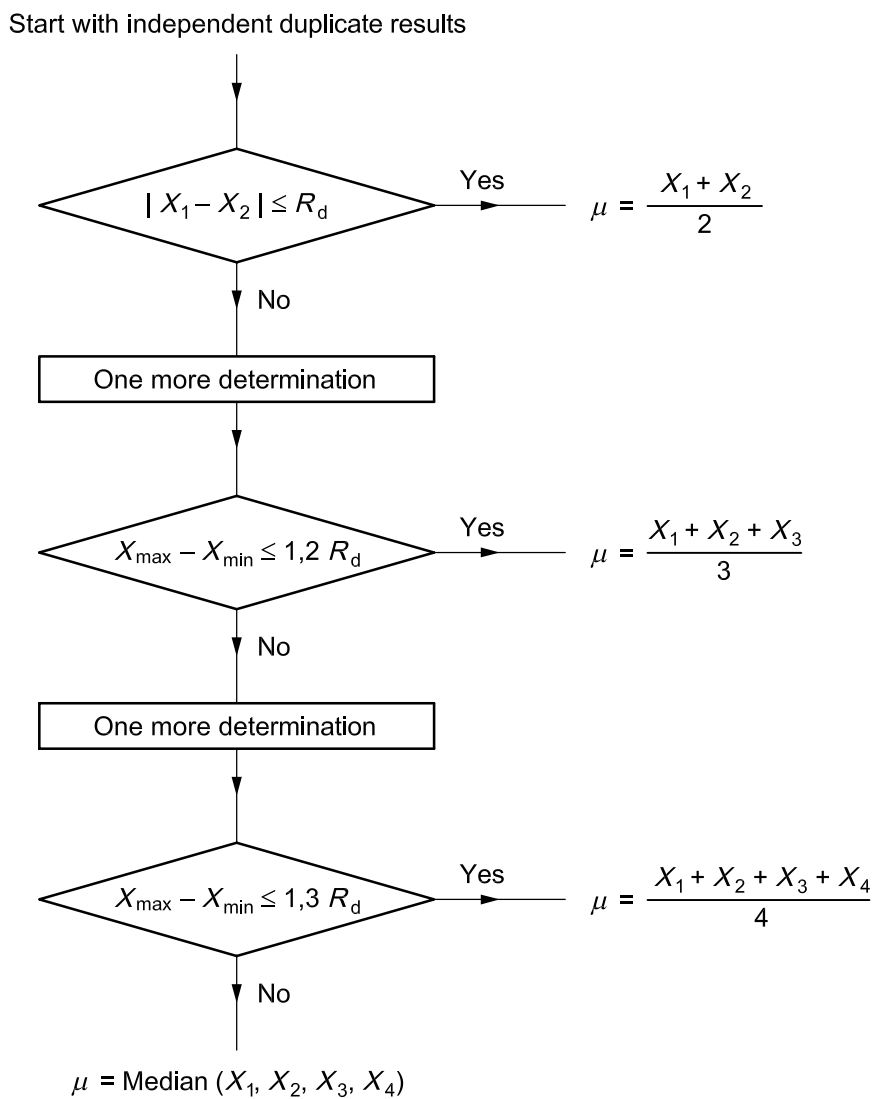 Start with independent duplicate results
| X1 – X2 | ≤ Rd
Yes
μ = (X1 + X2) / 2
No
One more determination
Xmax – Xmin ≤ 1,2 Rd
Yes
μ = (X1 + X2 + X3) / 3
No
One more determination
Xmax – Xmin ≤ 1,3 Rd
Yes
μ = (X1 + X2 + X3 + X4) / 4
No
μ = Median (X1, X2, X3, X4)